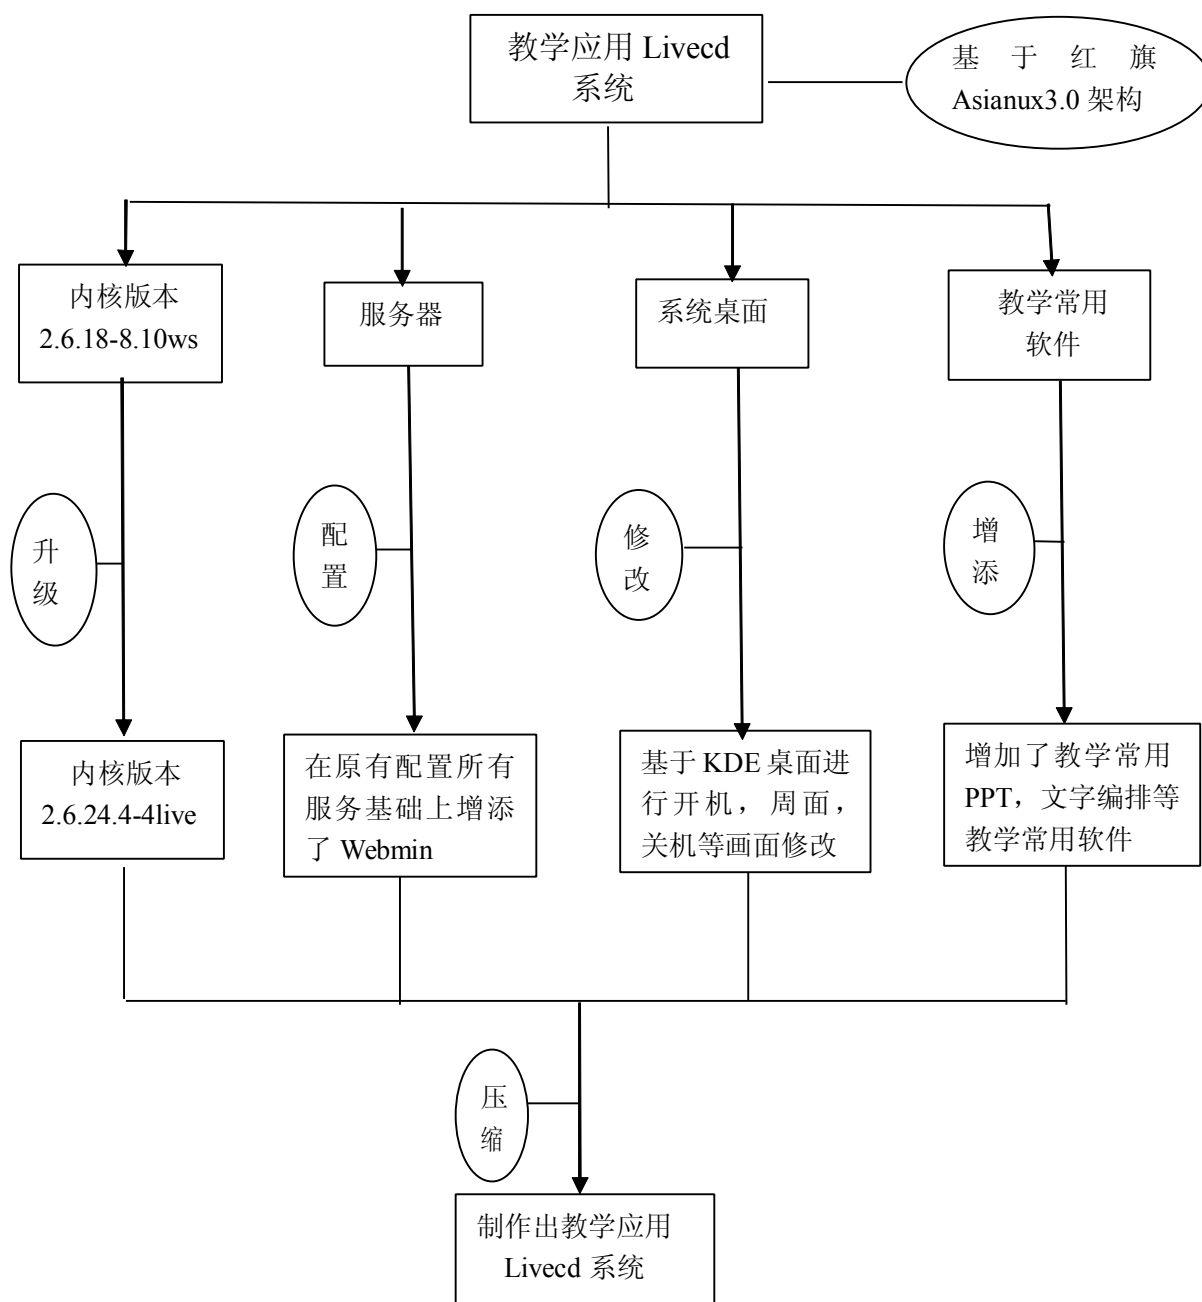 教学应用 Livecd
系统
基于红旗
Asianux3.0 架构
内核版本
2.6.18-8.10ws
服务器
系统桌面
教学常用
软件
升
级
配
置
修
改
增
添
内核版本
2.6.24.4-4live
在原有配置所有
服务基础上增添
了 Webmin
基于 KDE 桌面进
行开机，周面，
关机等画面修改
增加了教学常用
PPT，文字编排等
教学常用软件
压
缩
制作出教学应用
Livecd 系统